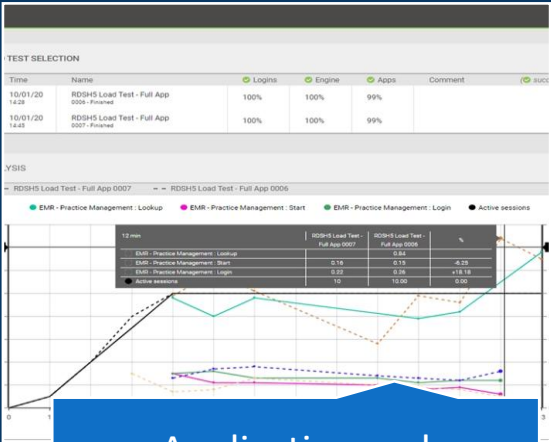 TEST SELECTION
Time Name Logins Engine Apps Comment
10/01/20 RDSH5 Load Test - Full App 100% 100% 99%
14:28 0006 - Finished
10/01/20 RDSH5 Load Test - Full App 100% 100% 99%
14:45 0007 - Finished
RDSH5 Load Test - Full App 0007 RDSH5 Load Test - Full App 0006
EMR - Practice Management : Lookup EMR - Practice Management : Start EMR - Practice Management : Login Active sessions
12 min RDSH5 Load Test - Full App 0007 RDSH5 Load Test - Full App 0006 %
EMR - Practice Management : Lookup 0.84
EMR - Practice Management : Start 0.16 0.15 -6.25
EMR - Practice Management : Login 0.22 0.26 +18.18
Active sessions 10 10.00 0.00
0 1 3